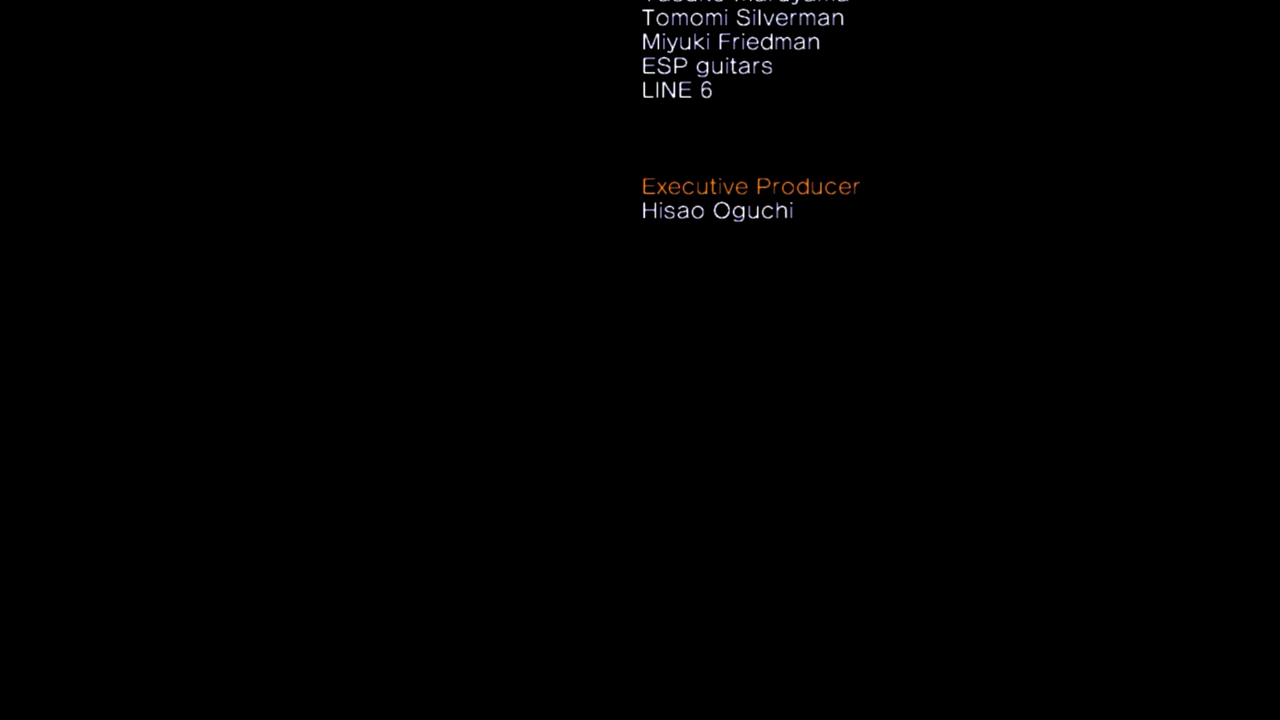 Tomomi Silverman
Miyuki Friedman
ESP guitars
LINE 6
Executive Producer
Hisao Oguchi